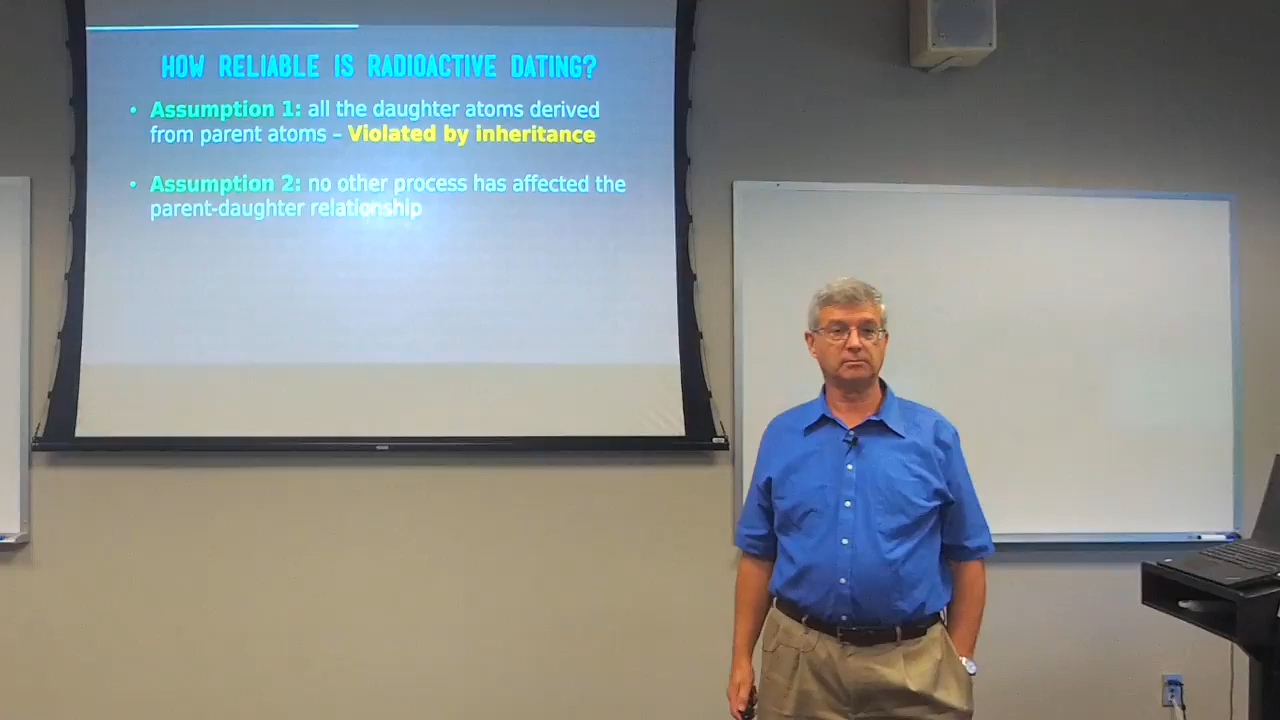 HOW RELIABLE IS RADIOACTIVE DATING?
• Assumption 1: all the daughter atoms derived
from parent atoms – Violated by inheritance
• Assumption 2: no other process has affected the
parent-daughter relationship